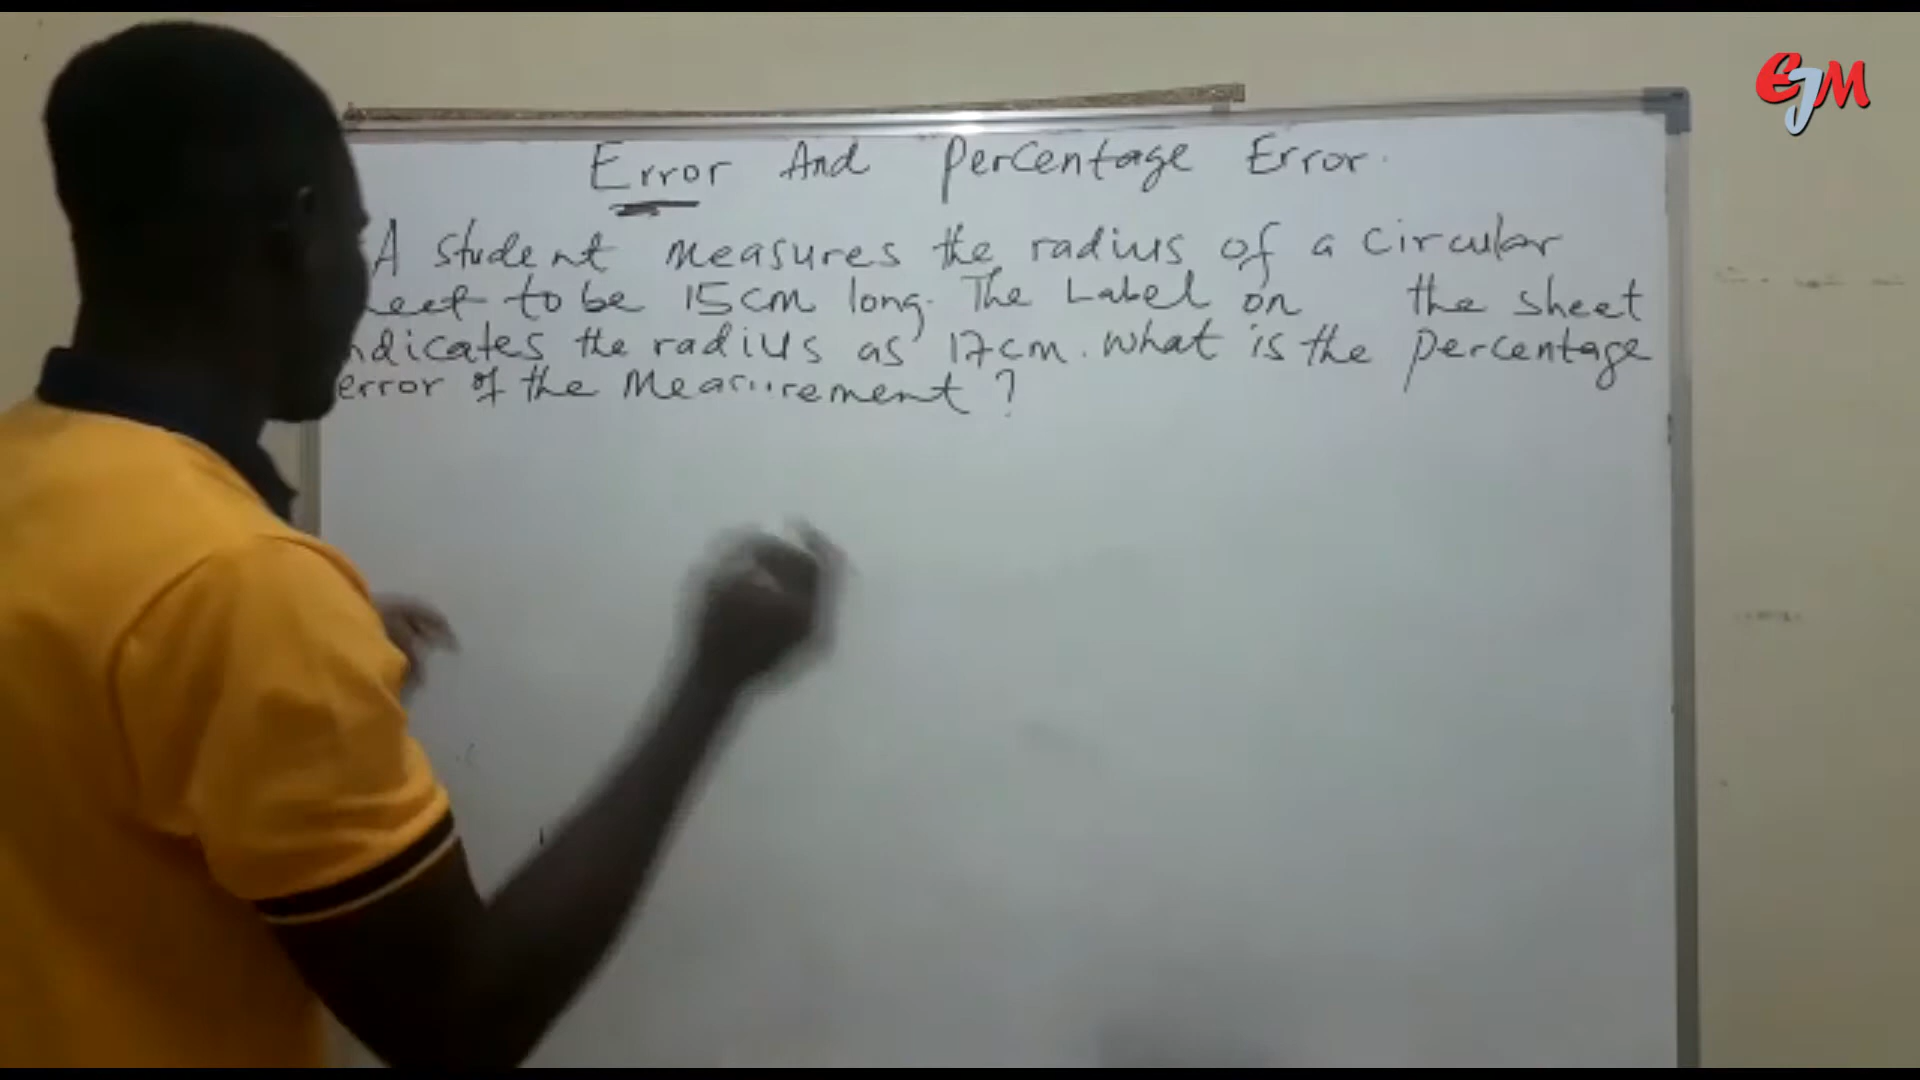 EJM
Error And Percentage Error.
A student measures the radius of a circular
to be 15cm long. The Label on the sheet
the radius as 17cm. What is the percentage
error of the Measurement?